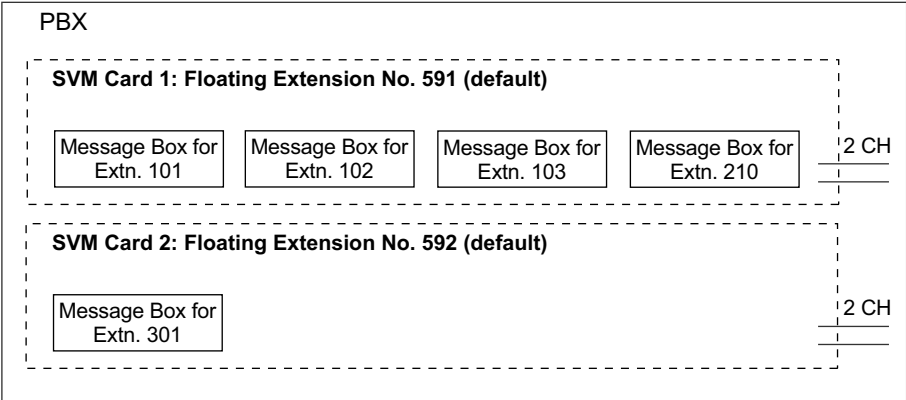 PBX
SVM Card 1: Floating Extension No. 591 (default)
Message Box for
Extn. 101
Message Box for
Extn. 102
Message Box for
Extn. 103
Message Box for
Extn. 210
2 CH
SVM Card 2: Floating Extension No. 592 (default)
Message Box for
Extn. 301
2 CH